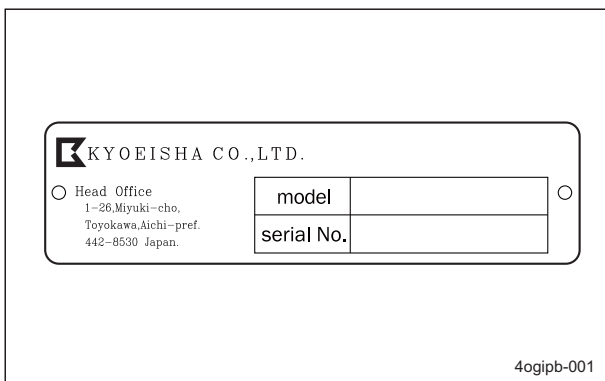 KYOEISHA CO.,LTD.
Head Office
1-26,Miyuki-cho,
Toyokawa,Aichi-pref.
442-8530 Japan.
model
serial No.
4ogipb-001